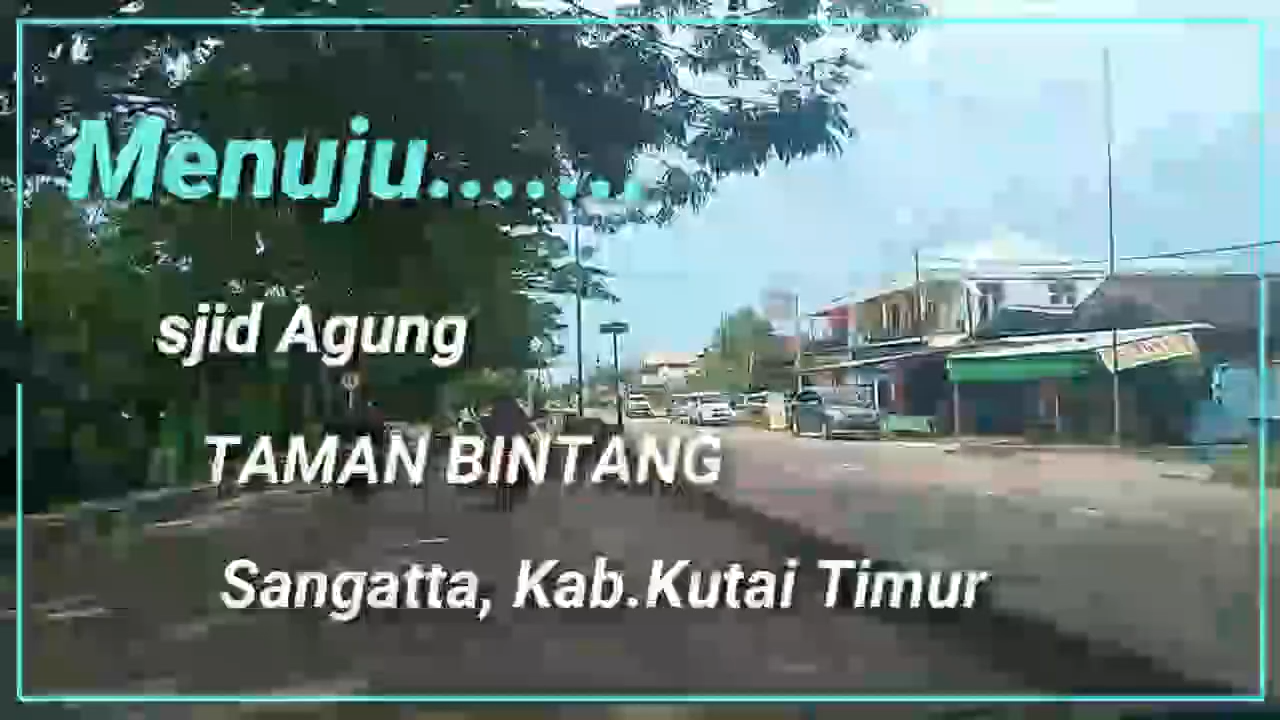 Menuju.......
sjid Agung
TAMAN BINTANG
Sangatta, Kab.Kutai Timur